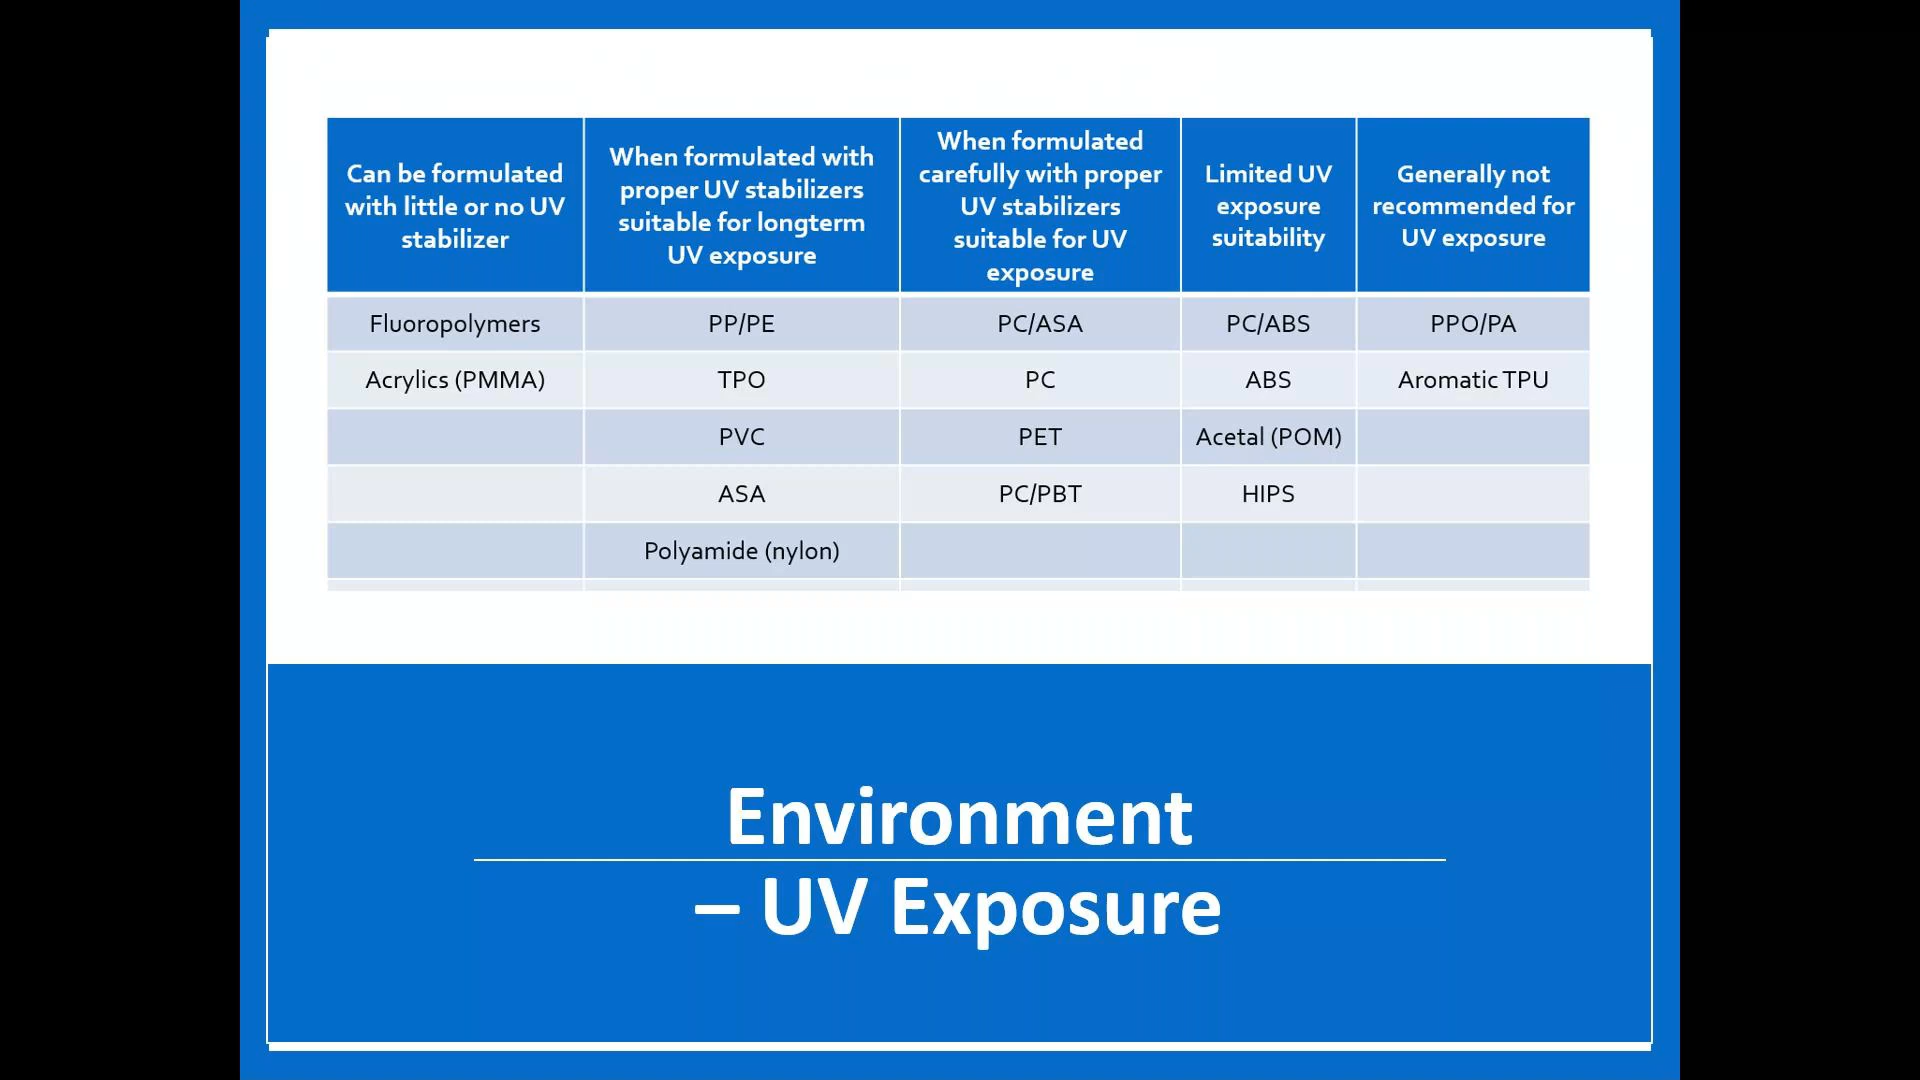 Can be formulated
with little or no UV
stabilizer
When formulated with
proper UV stabilizers
suitable for longterm
UV exposure
When formulated
carefully with proper
UV stabilizers
suitable for UV
exposure
Limited UV
exposure
suitability
Generally not
recommended for
UV exposure
Fluoropolymers
PP/PE
PC/ASA
PC/ABS
PPO/PA
Acrylics (PMMA)
TPO
PC
ABS
Aromatic TPU
PVC
PET
Acetal (POM)
ASA
PC/PBT
HIPS
Polyamide (nylon)
Environment
– UV Exposure